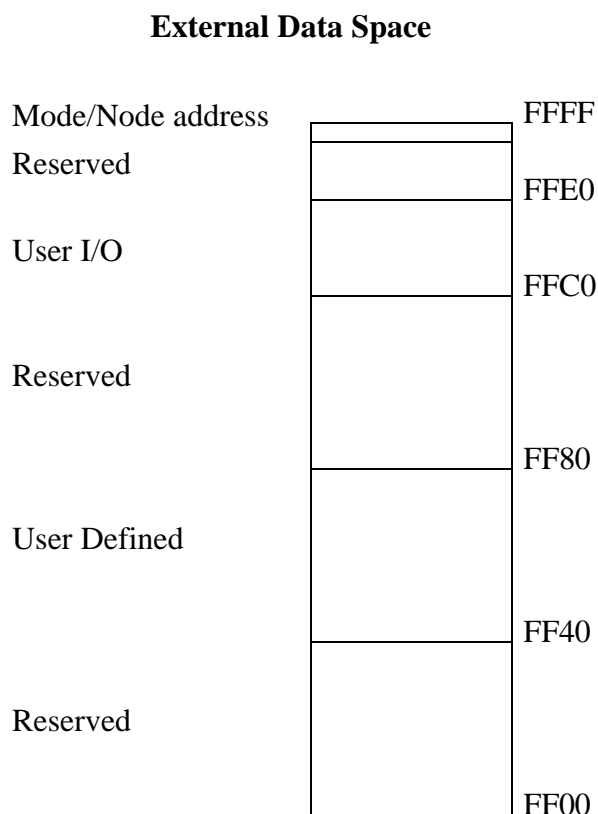 External Data Space
Mode/Node address
FFFF
Reserved
FFE0
User I/O
FFC0
Reserved
FF80
User Defined
FF40
Reserved
FF00